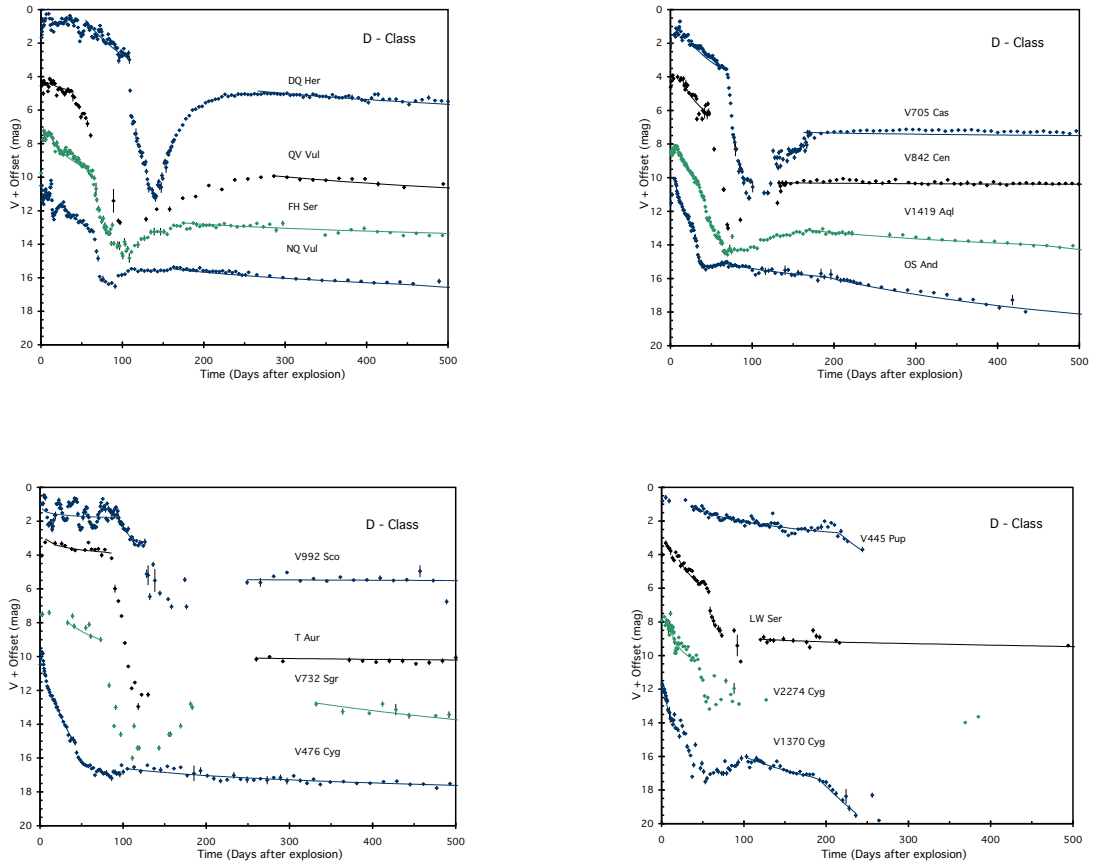 D - Class
DQ Her
QV Vul
FH Ser
NQ Vul
V + Offset (mag)
0
2
4
6
8
10
12
14
16
18
20
0 100 200 300 400 500
Time (Days after explosion)
D - Class
V705 Cas
V842 Cen
V1419 Aql
OS And
V + Offset (mag)
0
2
4
6
8
10
12
14
16
18
20
0 100 200 300 400 500
Time (Days after explosion)
D - Class
V992 Sco
T Aur
V732 Sgr
V476 Cyg
V + Offset (mag)
0
2
4
6
8
10
12
14
16
18
20
0 100 200 300 400 500
Time (Days after explosion)
D - Class
V445 Pup
LW Ser
V2274 Cyg
V1370 Cyg
V + Offset (mag)
0
2
4
6
8
10
12
14
16
18
20
0 100 200 300 400 500
Time (Days after explosion)